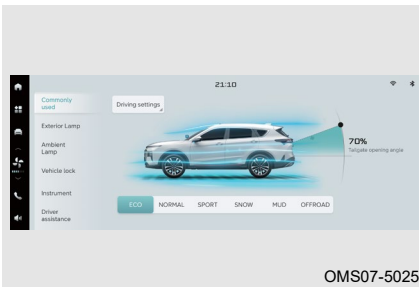 21:10
Commonly
used
Driving settings
Exterior Lamp
Ambient
Lamp
Vehicle lock
Instrument
Driver
assistance
70%
Tailgate opening angle
ECO NORMAL SPORT SNOW MUD OFFROAD
OMS07-5025